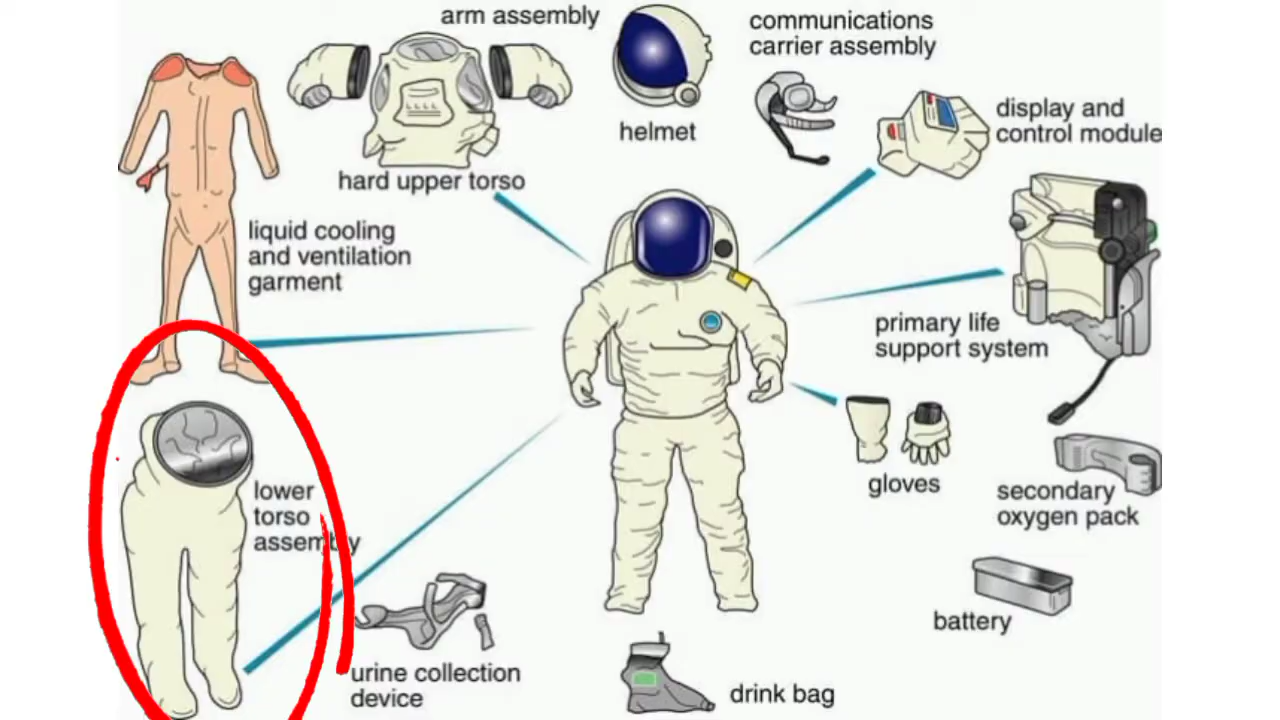 arm assembly
communications
carrier assembly
helmet
display and
control module
hard upper torso
liquid cooling
and ventilation
garment
primary life
support system
gloves
lower
torso
assembly
secondary
oxygen pack
battery
urine collection
device
drink bag